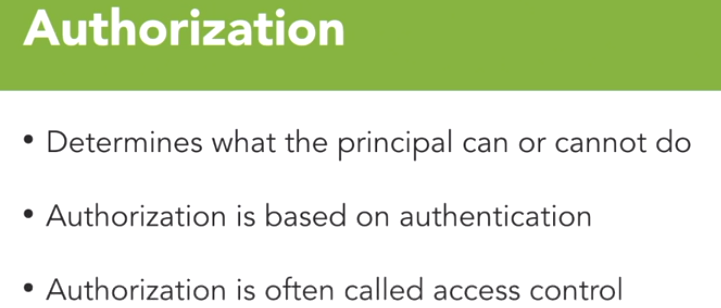 Authorization
• Determines what the principal can or cannot do
• Authorization is based on authentication
• Authorization is often called access control